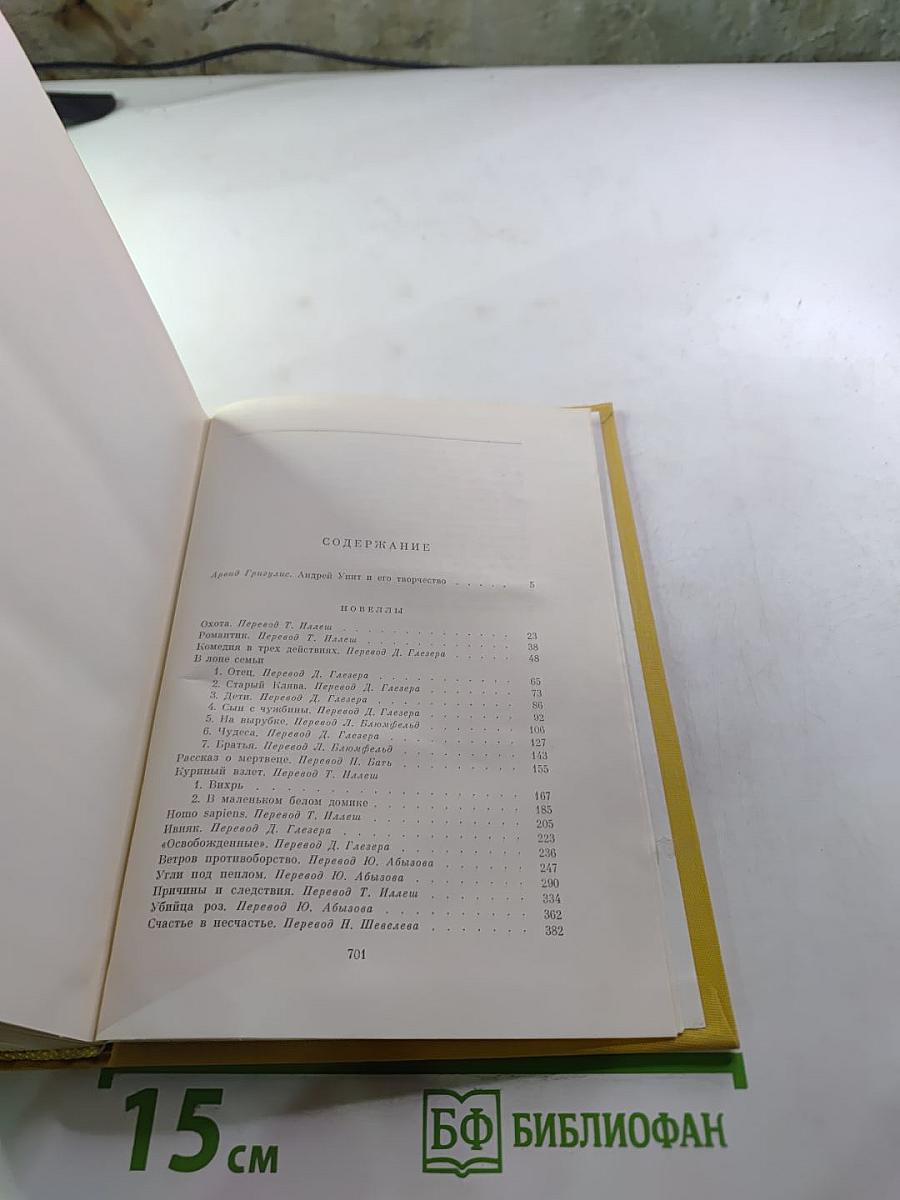 СОДЕРЖАНИЕ
Арвид Григулис. Андрей Упит и его творчество . . . . . 5
НОВЕЛЛЫ
Охота. Перевод Т. Иллеш . . . . . . . . . . . . . 23
Романтик. Перевод Т. Иллеш . . . . . . . . . . . 38
Комедия в трех действиях. Перевод Д. Глезера . . . . . 48
В лоне семьи
1. Отец. Перевод Д. Глезера . . . . . . . . . . . 65
2. Старый Клява. Перевод Д. Глезера . . . . . . . 73
3. Дети. Перевод Д. Глезера . . . . . . . . . . . 86
4. Сын с чужбины. Перевод Д. Глезера . . . . . . . 92
5. На вырубке. Перевод Л. Блюмфельд . . . . . . . 106
6. Чудеса. Перевод Д. Глезера . . . . . . . . . . 127
7. Братья. Перевод Л. Блюмфельд . . . . . . . . . 143
Рассказ о мертвеце. Перевод И. Бать . . . . . . . . 155
Куриный взлет. Перевод Т. Иллеш
1. Вихрь . . . . . . . . . . . . . . . . . . . 167
2. В маленьком белом домике . . . . . . . . . . . 185
Homo sapiens. Перевод Т. Иллеш . . . . . . . . . . 205
Ивняк. Перевод Д. Глезера . . . . . . . . . . . . 223
«Освобожденные». Перевод Д. Глезера . . . . . . . . 236
Ветров противоборство. Перевод Ю. Абызова . . . . . . 247
Угли под пеплом. Перевод Ю. Абызова . . . . . . . . 290
Причины и следствия. Перевод Т. Иллеш . . . . . . . 334
Убийца роз. Перевод Ю. Абызова . . . . . . . . . . 362
Счастье в несчастье. Перевод Н. Шевелева . . . . . . . 382
701
15 см
БФ БИБЛИОФАН